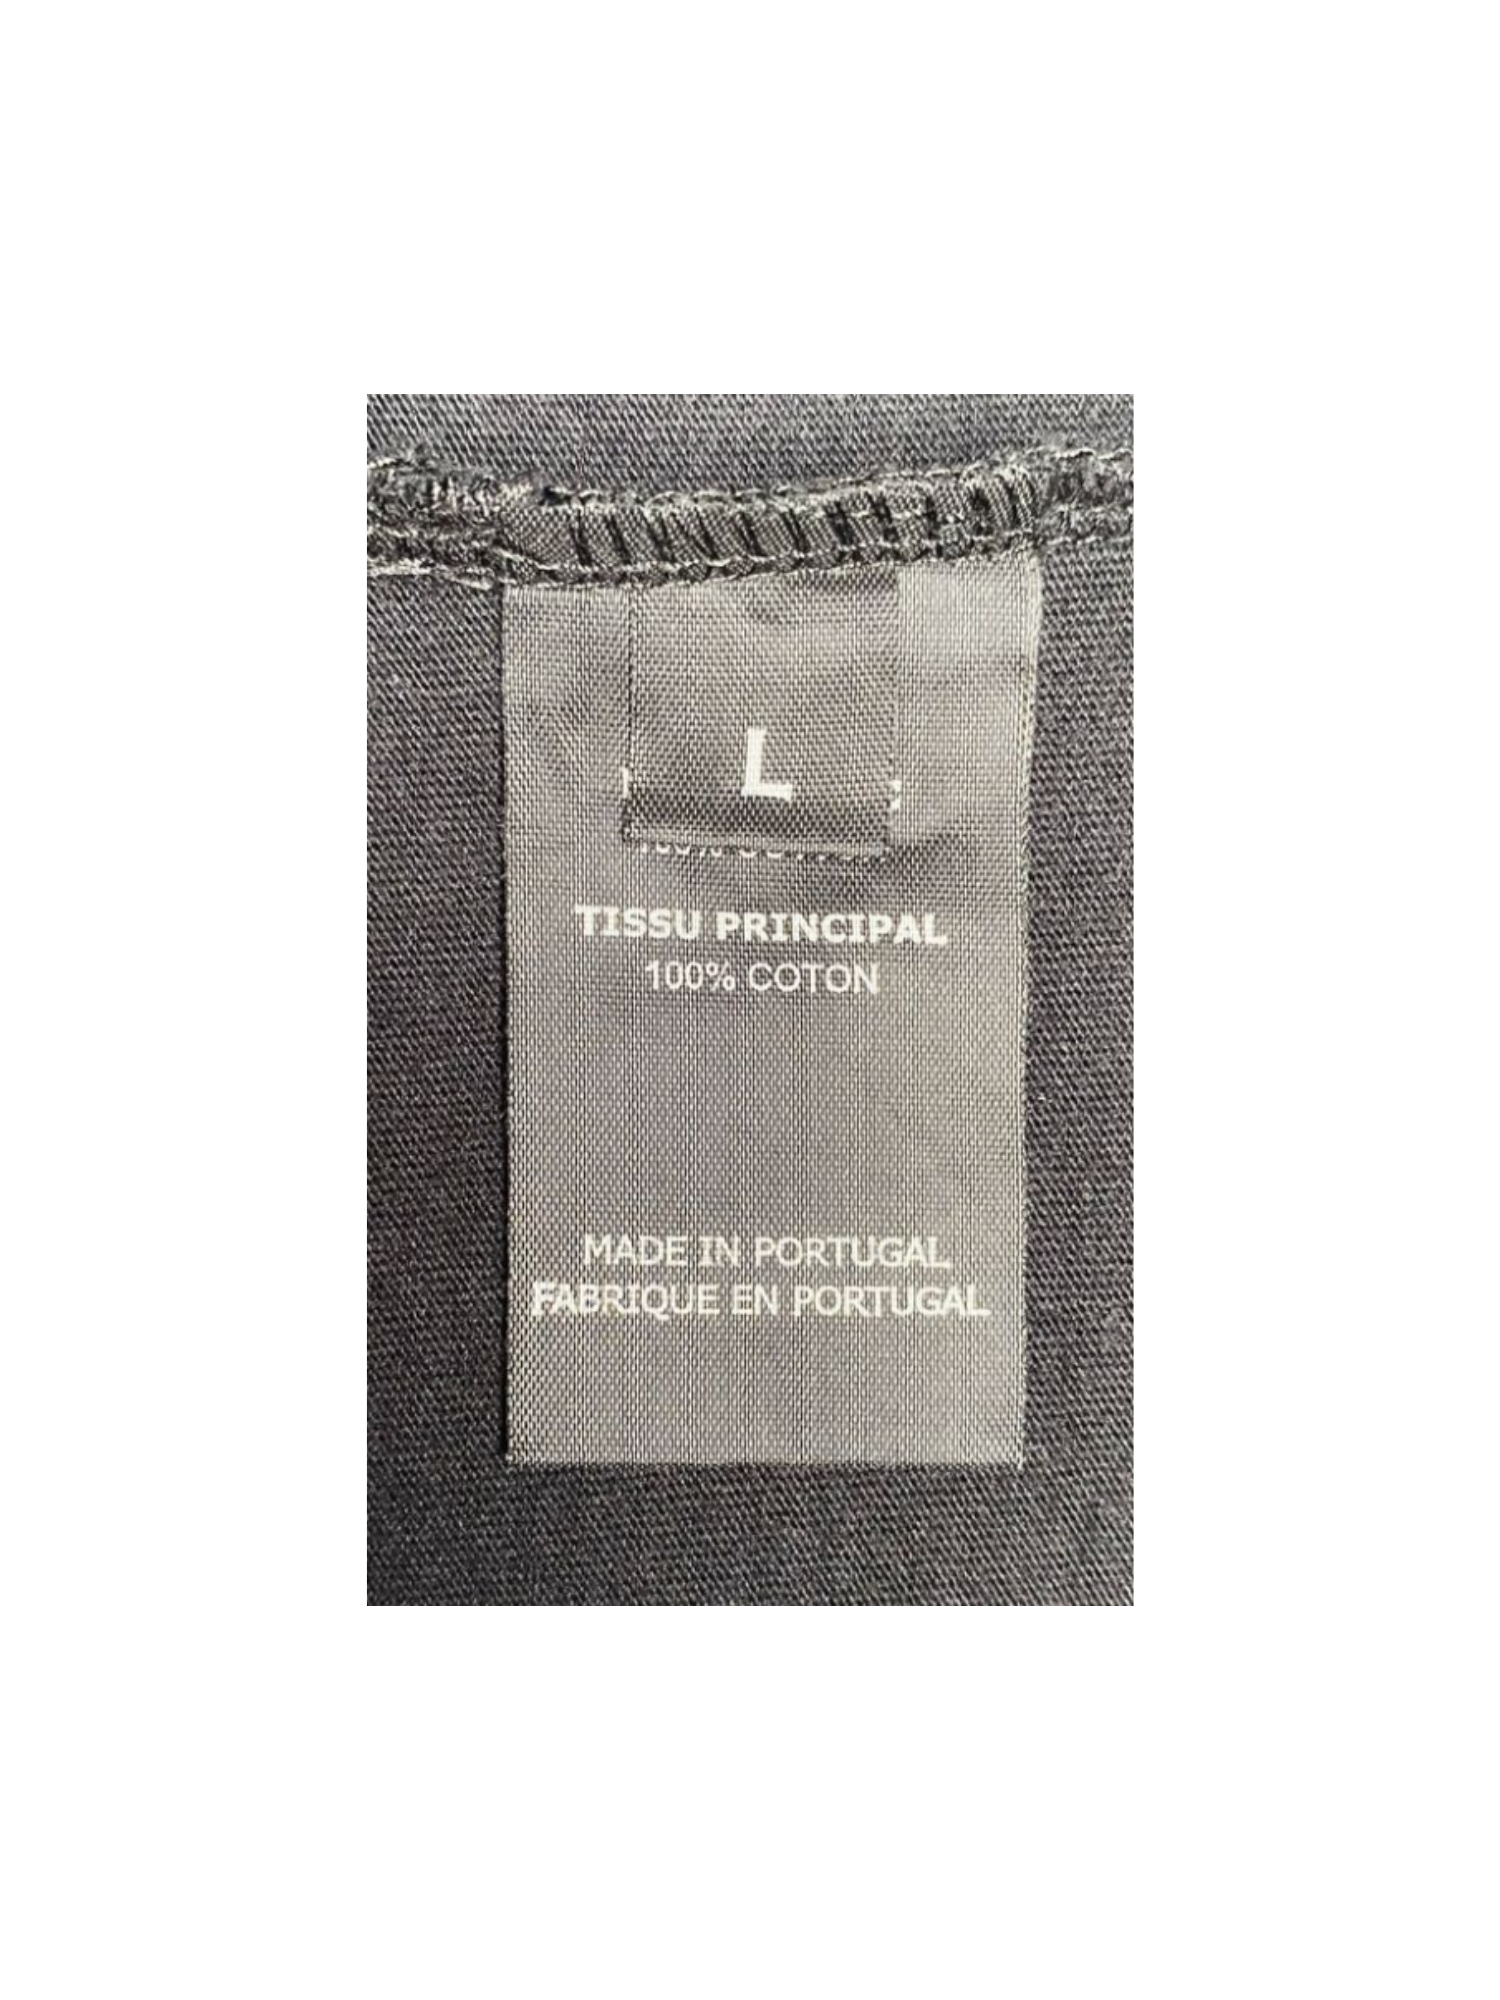 L
TISSU PRINCIPAL
100% COTON
MADE IN PORTUGAL
FABRIQUE EN PORTUGAL